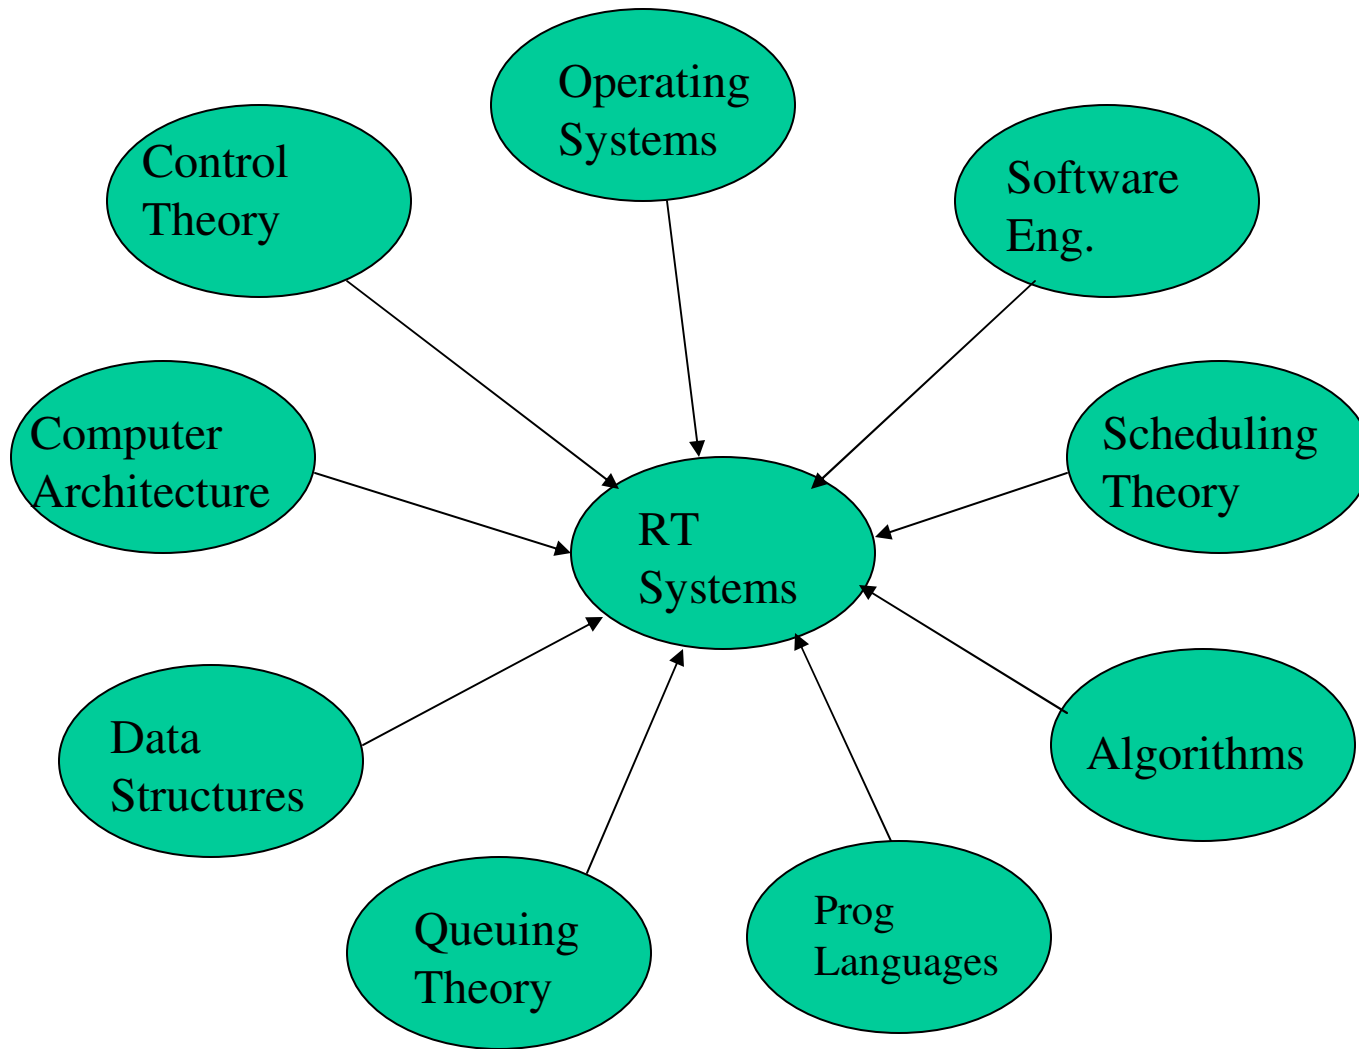 Operating
Systems
Control
Theory
Software
Eng.
Computer
Architecture
Scheduling
Theory
RT
Systems
Data
Structures
Algorithms
Queuing
Theory
Prog
Languages